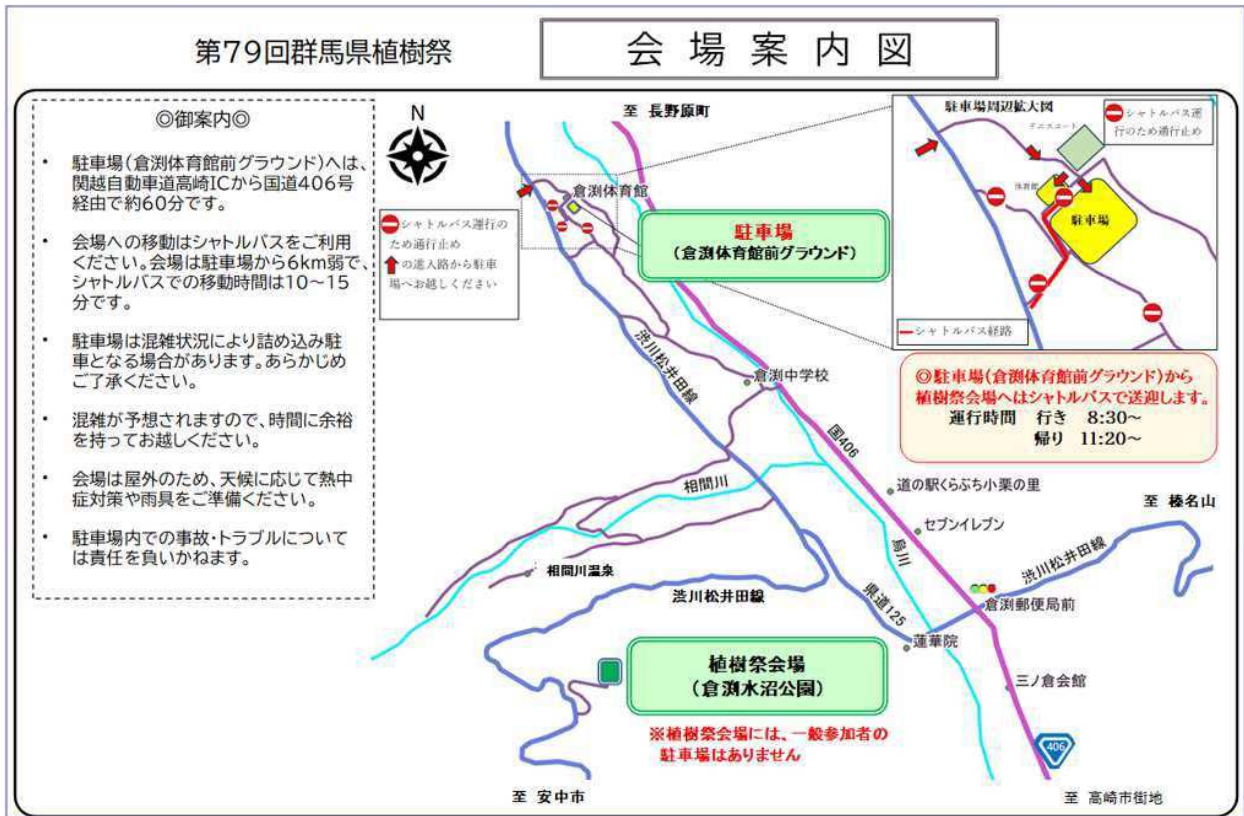 第79回群馬県植樹祭
会場案内図
◎御案内◎
・ 駐車場(倉渕体育館前グラウンド)へは、
関越自動車道高崎ICから国道406号
経由で約60分です。
・ 会場への移動はシャトルバスをご利用
ください。会場は駐車場から6km弱で、
シャトルバスでの移動時間は10～15
分です。
・ 駐車場は混雑状況により詰め込み駐
車となる場合があります。あらかじめ
ご了承ください。
・ 混雑が予想されますので、時間に余裕
を持ってお越しください。
・ 会場は屋外のため、天候に応じて熱中
症対策や雨具をご準備ください。
・ 駐車場内での事故・トラブルについて
は責任を負いかねます。
N
至 長野原町
倉渕体育館
シャトルバス運行の
ため通行止め
の進入路から駐車
場へお越しください
駐車場
(倉渕体育館前グラウンド)
駐車場周辺拡大図
シャトルバス運
行のため通行止め
テニスコート
体育館
駐車場
シャトルバス経路
◎駐車場(倉渕体育館前グラウンド)から
植樹祭会場へはシャトルバスで送迎します。
運行時間 行き 8:30～
帰り 11:20～
渋川松井田線
倉渕中学校
国406
相間川
道の駅くらぶち小栗の里
至 榛名山
セブンイレブン
烏川
渋川松井田線
相間川温泉
渋川松井田線
県道125
倉渕郵便局前
蓮華院
植樹祭会場
(倉渕水沼公園)
三ノ倉会館
※植樹祭会場には、一般参加者の
駐車場はありません
406
至 安中市
至 高崎市街地